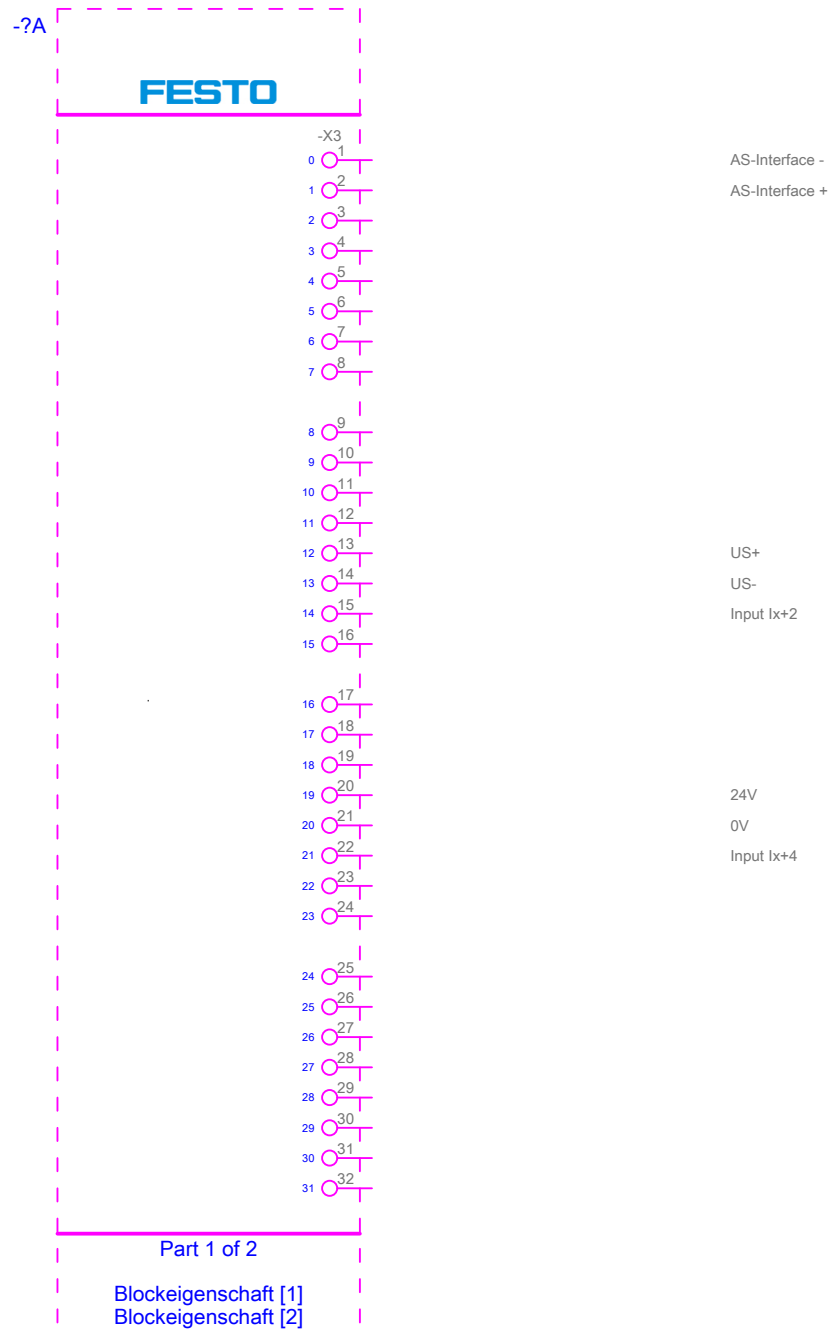 -?A
FESTO
-X3
0 1 AS-Interface -
1 2 AS-Interface +
2 3
3 4
4 5
5 6
6 7
7 8
8 9
9 10
10 11
11 12
12 13 US+
13 14 US-
14 15 Input Ix+2
15 16
16 17
17 18
18 19
19 20 24V
20 21 0V
21 22 Input Ix+4
22 23
23 24
24 25
25 26
26 27
27 28
28 29
29 30
30 31
31 32
Part 1 of 2
Blockeigenschaft [1]
Blockeigenschaft [2]